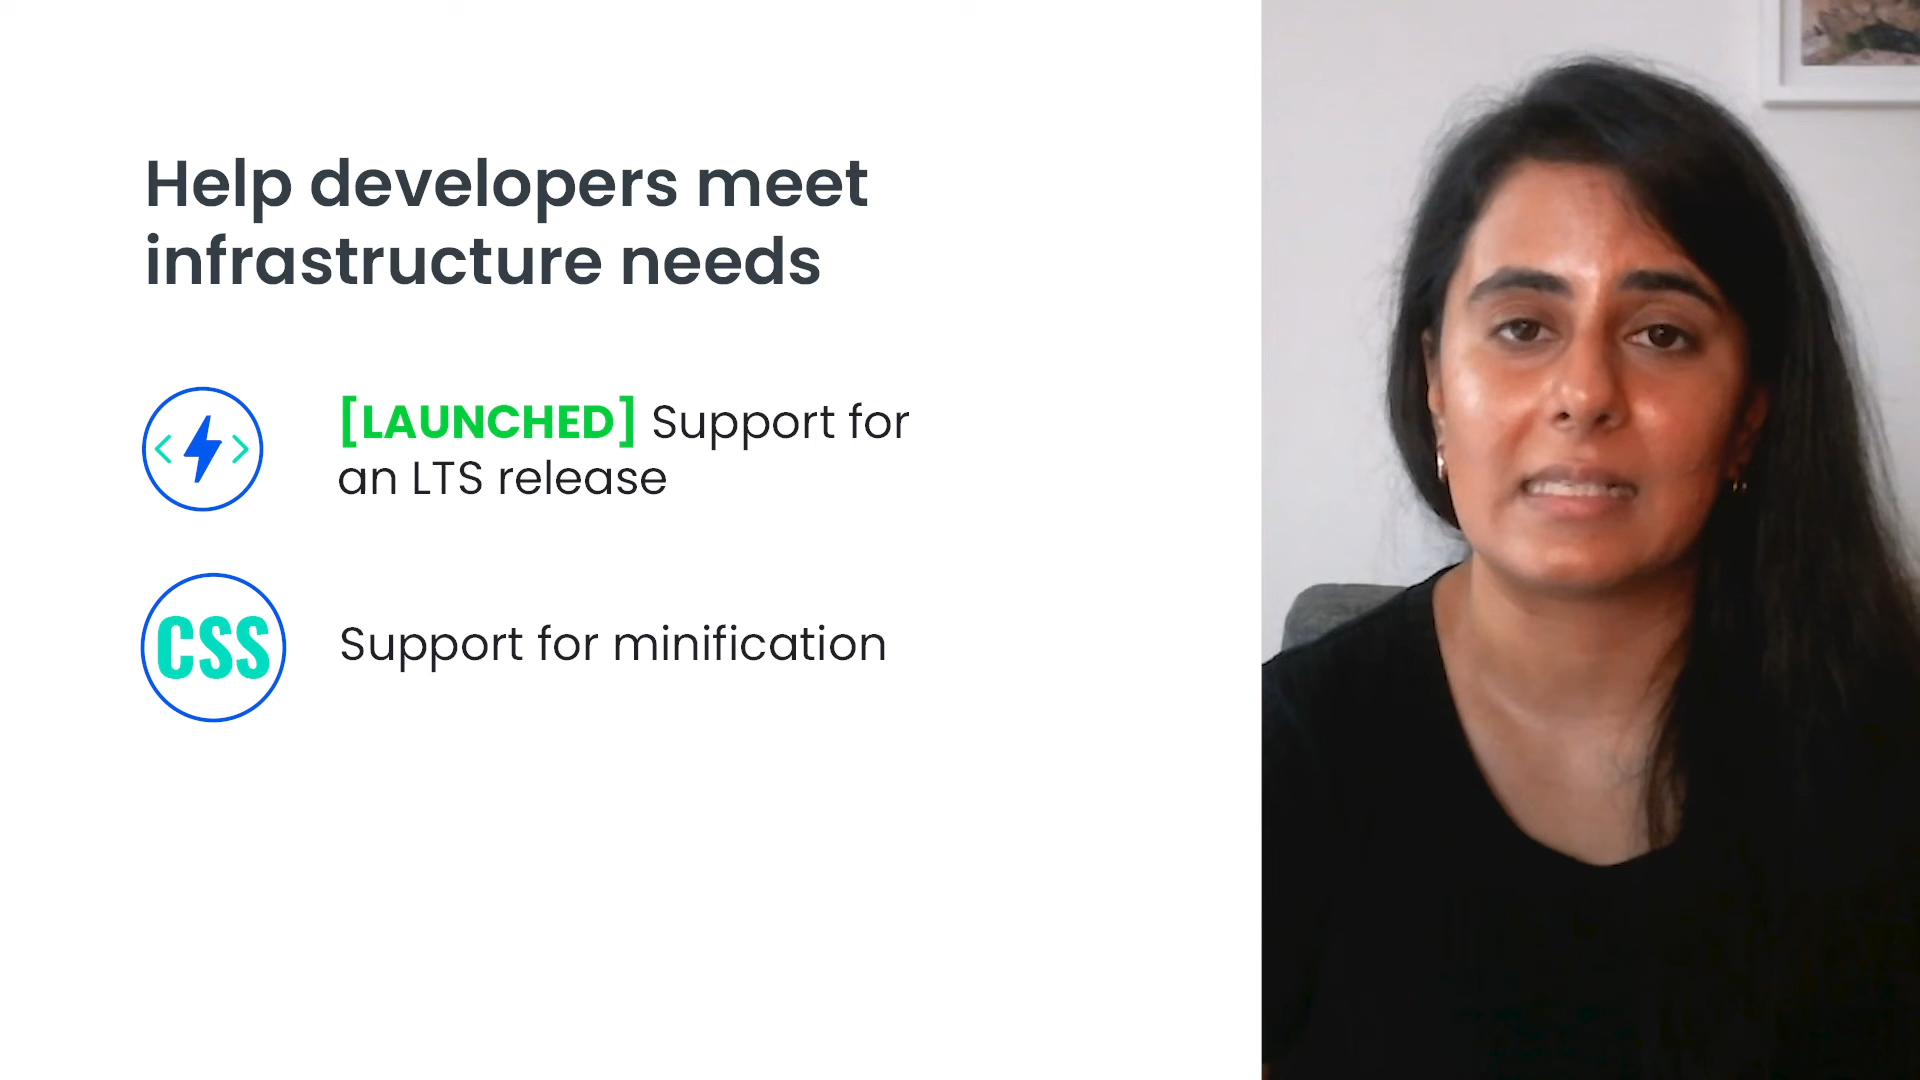 Help developers meet
infrastructure needs
[LAUNCHED] Support for
an LTS release
CSS
Support for minification